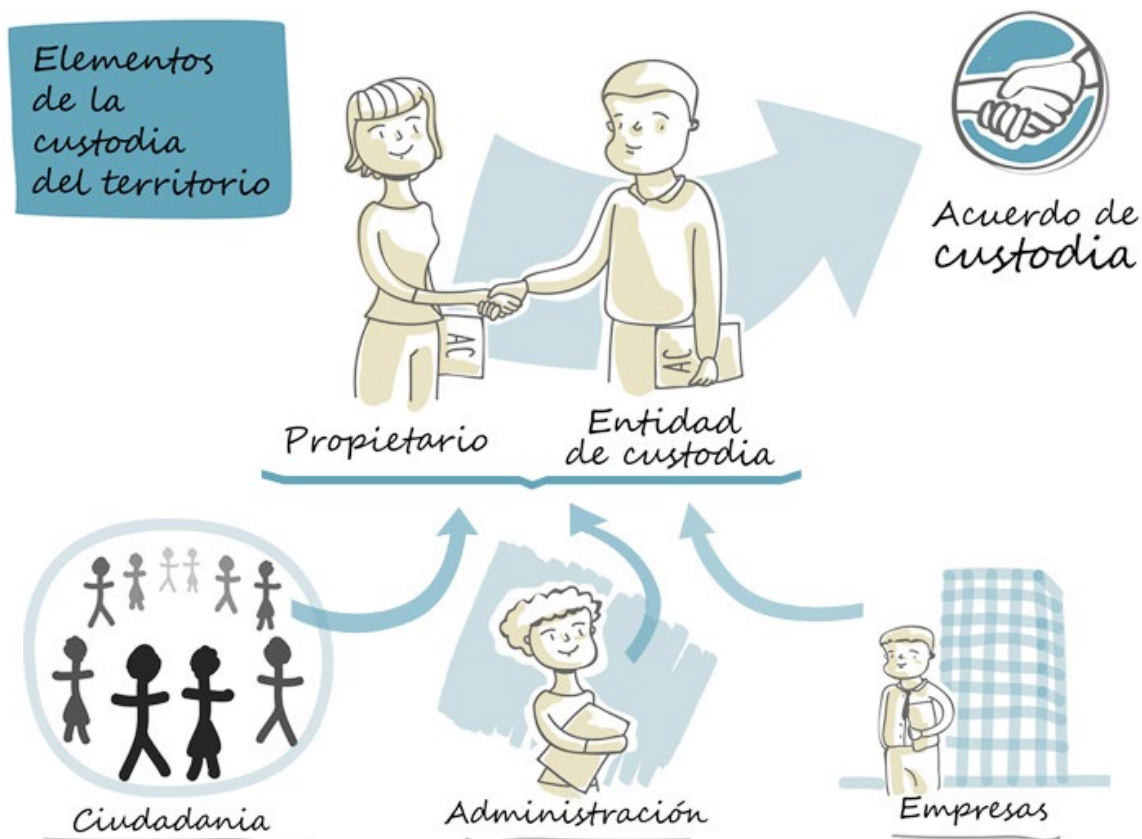 Elementos
de la
custodia
del territorio
Acuerdo de
custodia
AC
AC
Propietario
Entidad
de custodia
Ciudadania
Administración
Empresas